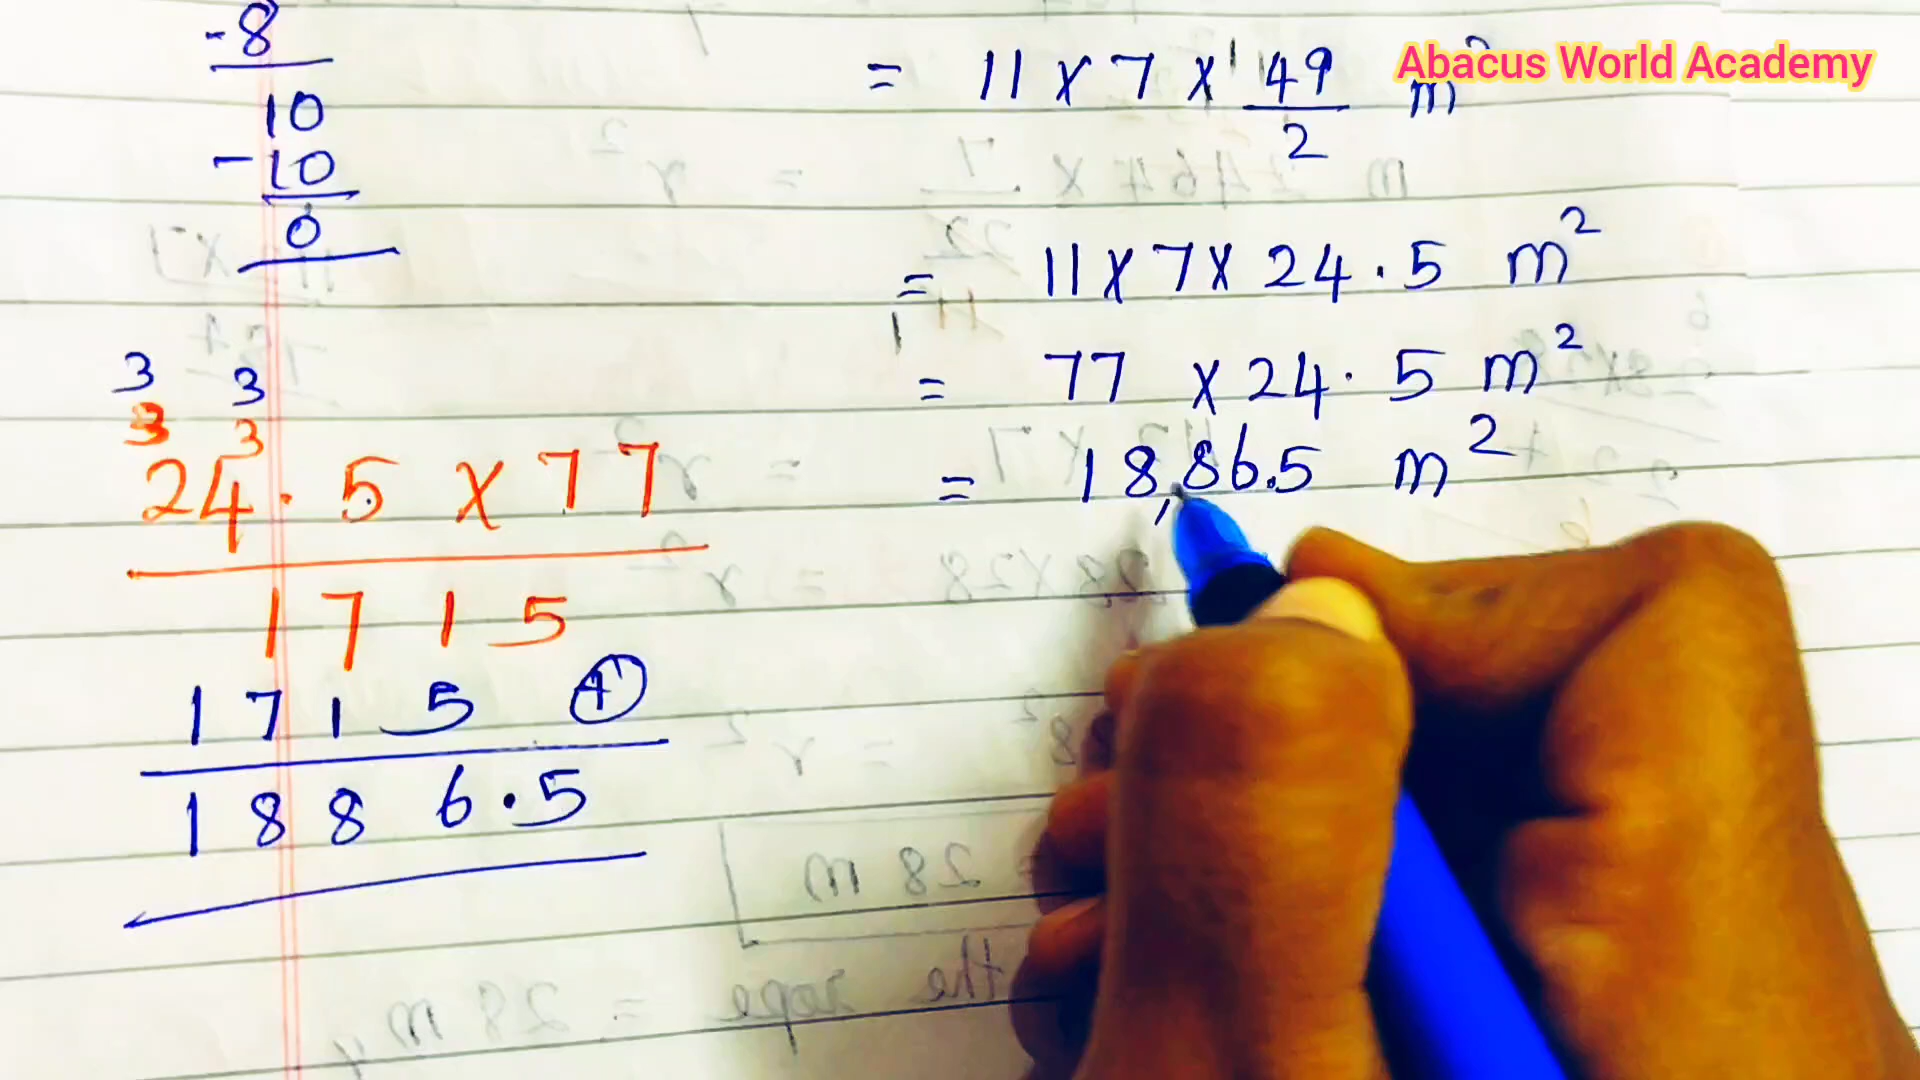 Abacus World Academy
-8
10
-10
0
3 3
3 3
24.5 x 77
1715
1715 +
1886.5
= 11 x 7 x 49/2 m²
= 11 x 7 x 24.5 m²
= 77 x 24.5 m²
= 18,86.5 m²